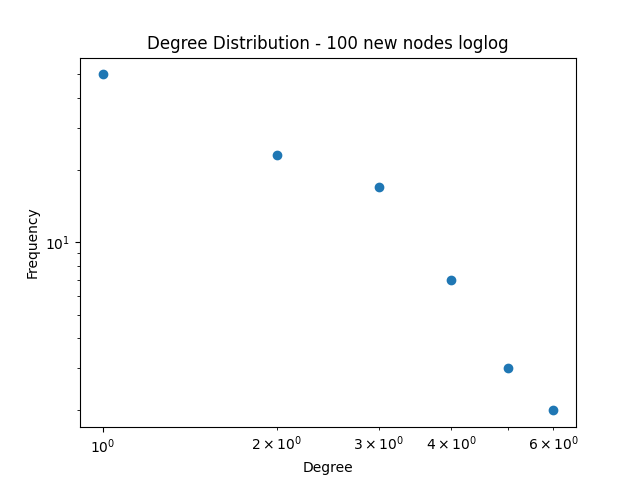 Degree Distribution - 100 new nodes loglog
Frequency
10¹
10⁰
2 × 10⁰
3 × 10⁰
4 × 10⁰
6 × 10⁰
Degree